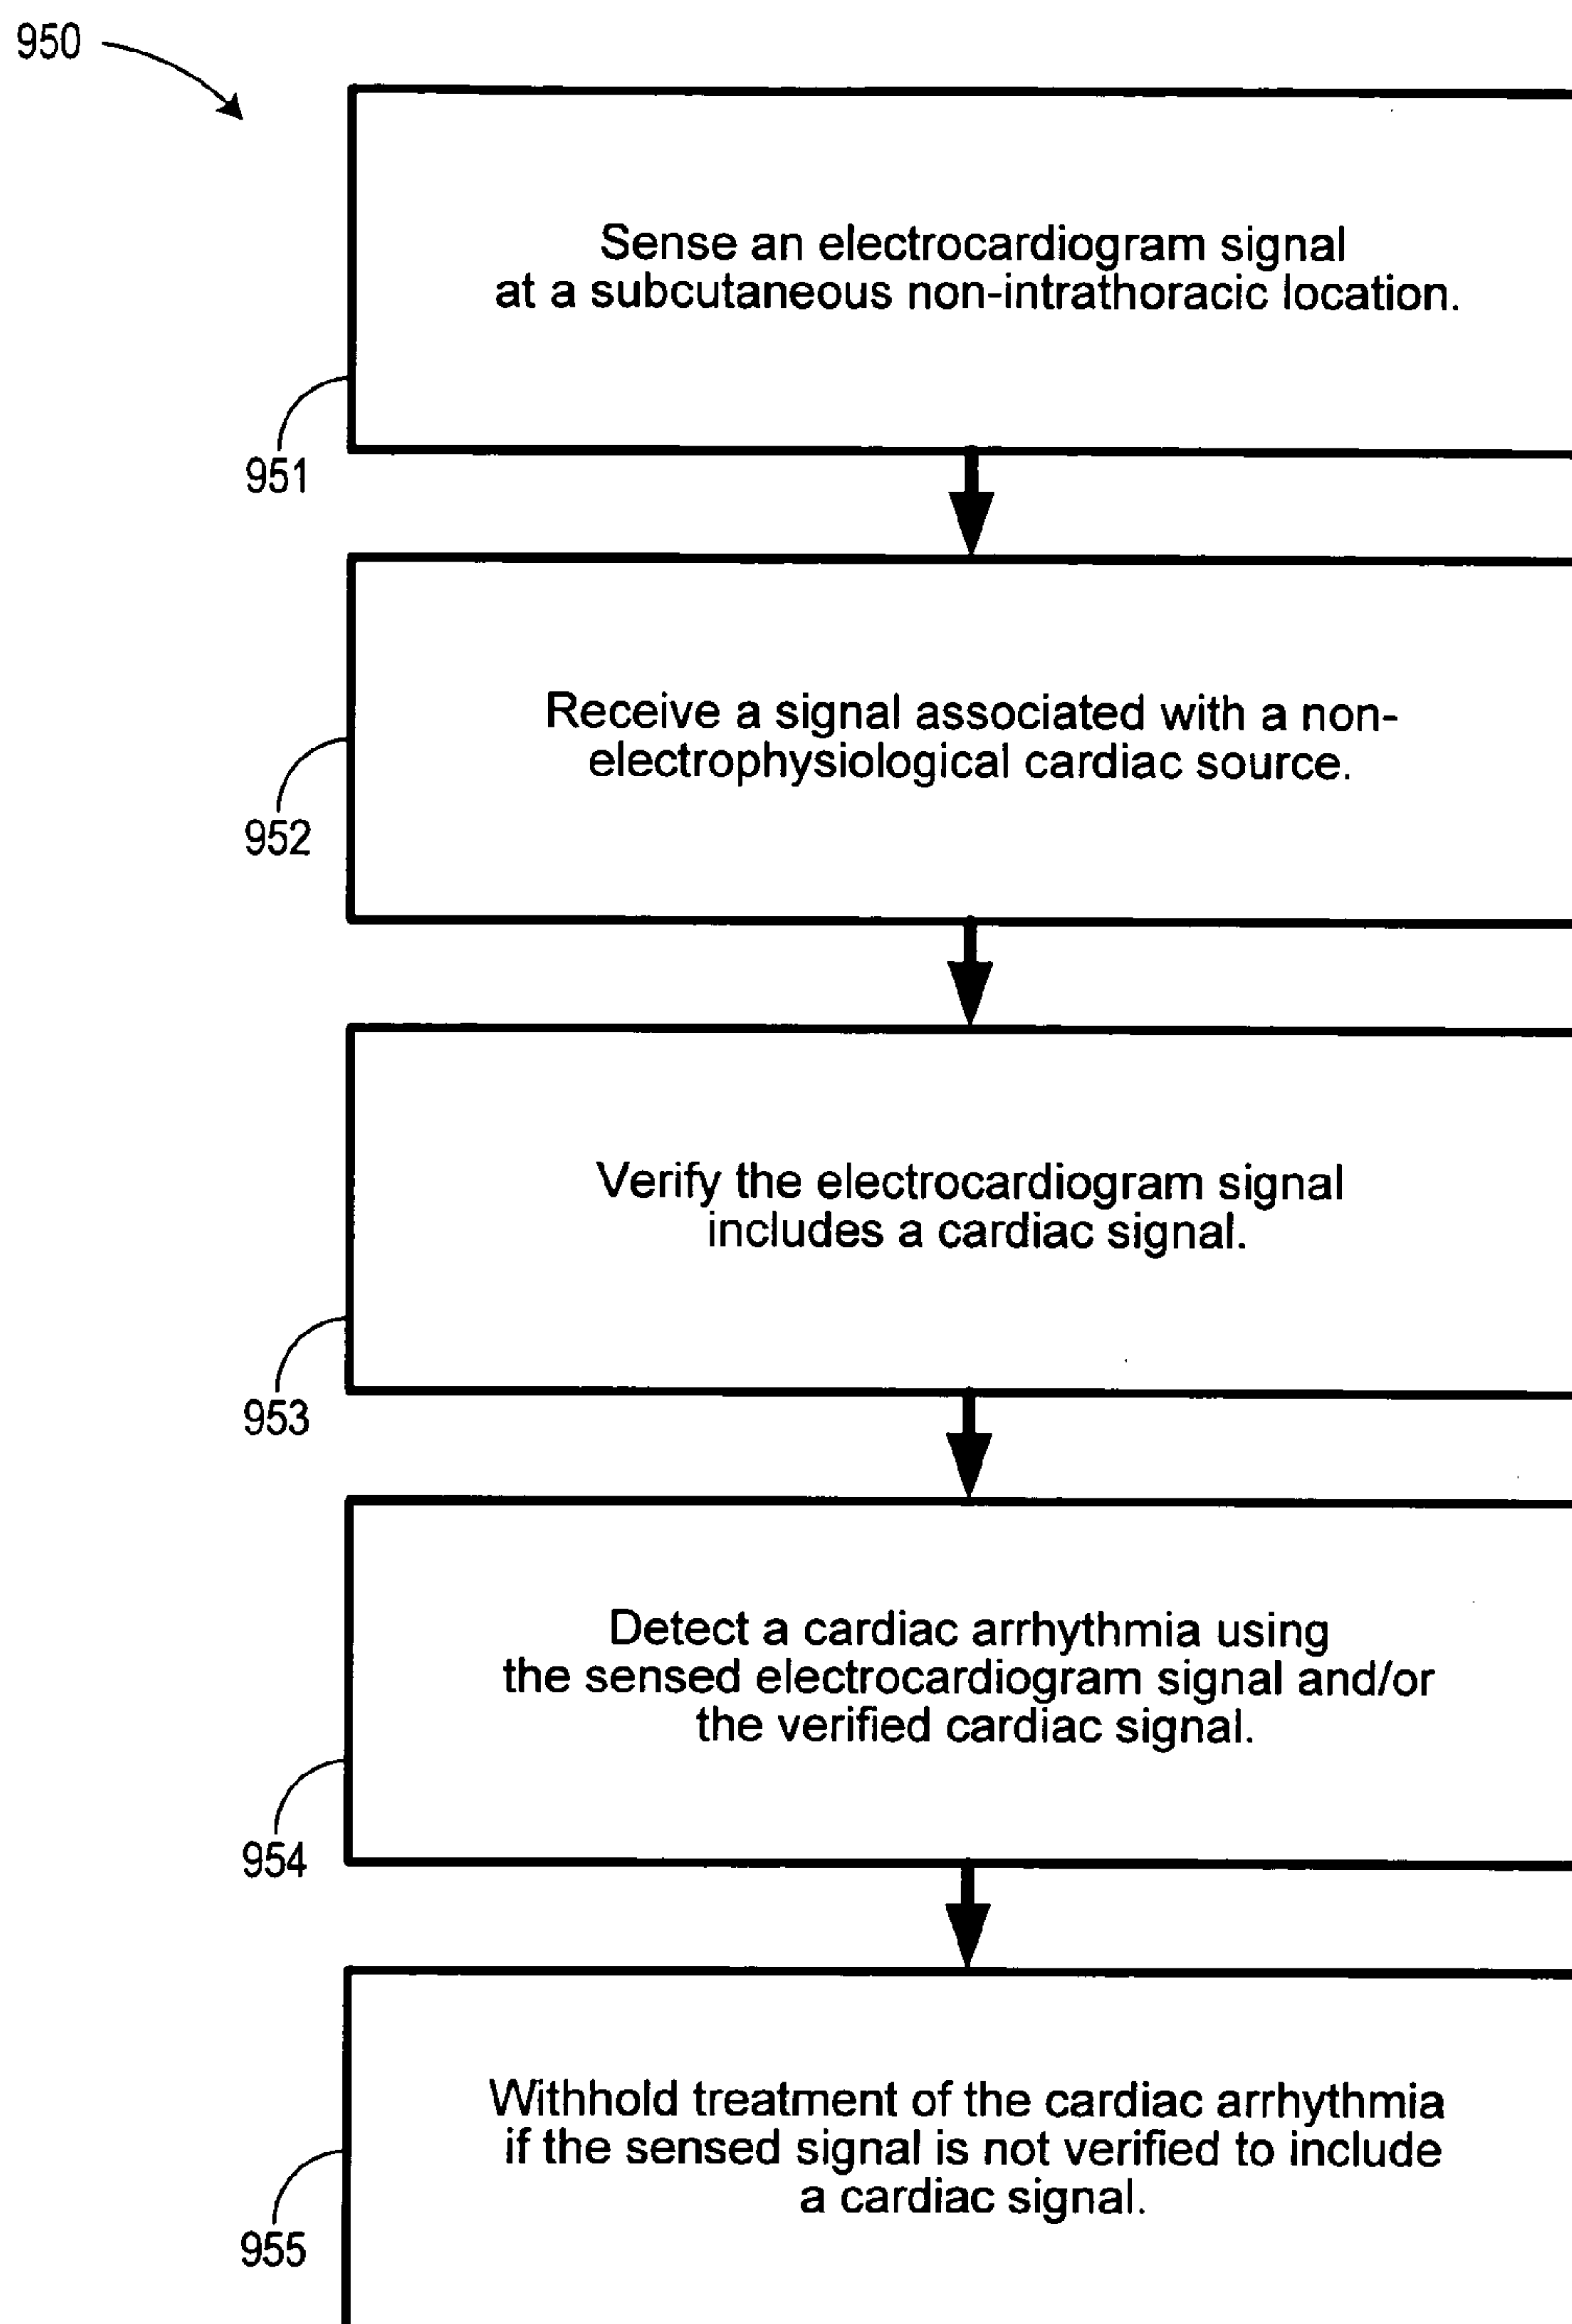 950
Sense an electrocardiogram signal
at a subcutaneous non-intrathoracic location.
951
Receive a signal associated with a non-
electrophysiological cardiac source.
952
Verify the electrocardiogram signal
includes a cardiac signal.
953
Detect a cardiac arrhythmia using
the sensed electrocardiogram signal and/or
the verified cardiac signal.
954
Withhold treatment of the cardiac arrhythmia
if the sensed signal is not verified to include
a cardiac signal.
955